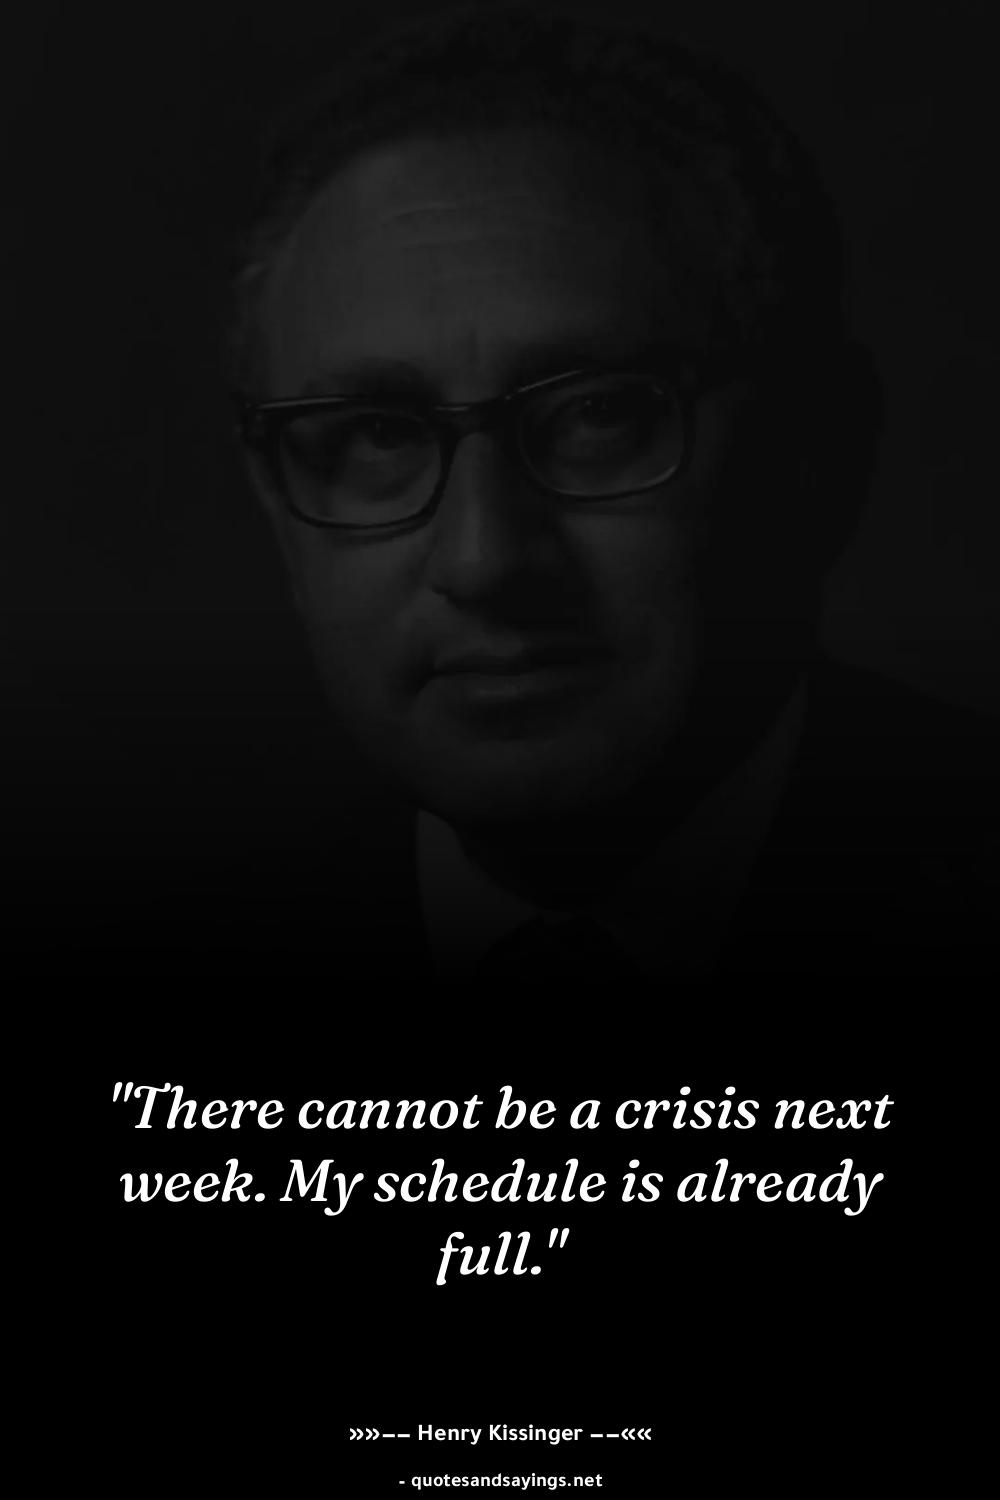 "There cannot be a crisis next
week. My schedule is already
full."
»»−− Henry Kissinger −−««
- quotesandsayings.net